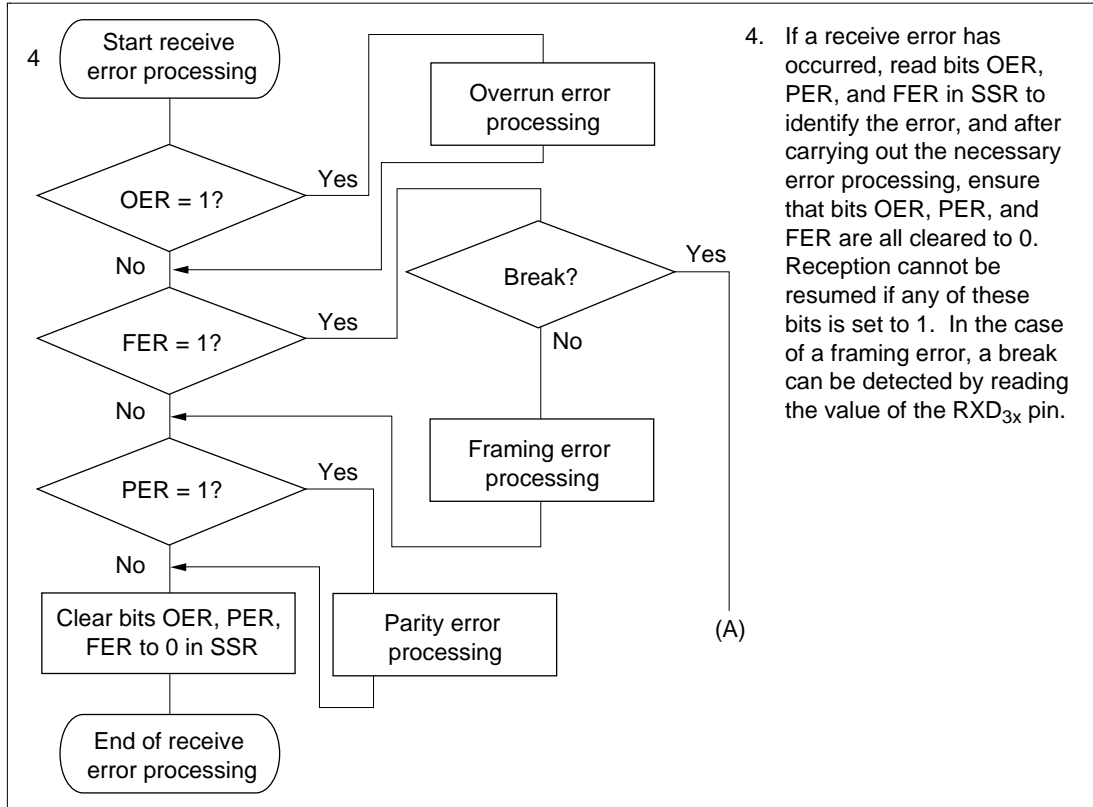 4
Start receive
error processing
OER = 1?
Yes
Overrun error
processing
No
FER = 1?
Yes
Break?
Yes
No
Framing error
processing
No
PER = 1?
Yes
No
Clear bits OER, PER,
FER to 0 in SSR
Parity error
processing
(A)
End of receive
error processing
4. If a receive error has
occurred, read bits OER,
PER, and FER in SSR to
identify the error, and after
carrying out the necessary
error processing, ensure
that bits OER, PER, and
FER are all cleared to 0.
Reception cannot be
resumed if any of these
bits is set to 1. In the case
of a framing error, a break
can be detected by reading
the value of the RXD3x pin.